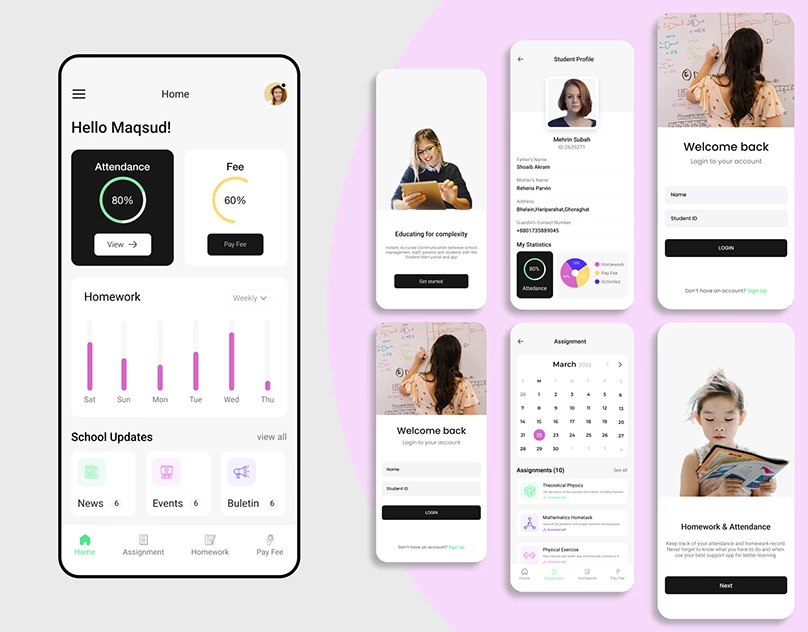 Home
Hello Maqsud!
Attendance
80%
View →
Fee
60%
Pay Fee
Homework
Weekly
Sat Sun Mon Tue Wed Thu
School Updates
view all
News 6
Events 6
Buletin 6
Home
Assignment
Homework
Pay Fee
Educating for complexity
Instant, Accurate Communication between school
management, staff, parents and students with the
Student Alert portal and app
Get started
Student Profile
Mehrin Subah
ID:2635271
Father's Name:
Shoaib Akram
Mother's Name:
Rehena Parvin
Address:
Bhelain,Hariparahat,Ghoraghat
Guardin's Contact Number:
+8801735889045
My Statistics
80%
Attedance
Homework
Pay Fee
Activities
Welcome back
Login to your account
Name
Student ID
LOGIN
Don't have an account? Sign Up
Welcome back
Login to your account
Name
Student ID
LOGIN
Don't have an account? Sign Up
Assignment
March 2022
28 1 2 3 4 5 6
7 8 9 10 11 12 13
14 15 16 17 18 19 20
21 22 23 24 25 26 27
28 29 30
Assignments (10)
See all
Theoretical Physics
Mathematics Hometask
Physical Exercise
Home
Assignment
Homework
Pay Fee
Homework & Attendance
Keep track of your attendance and homework record.
Never forget to know what you have to do and when.
use your best support app for better learning
Next